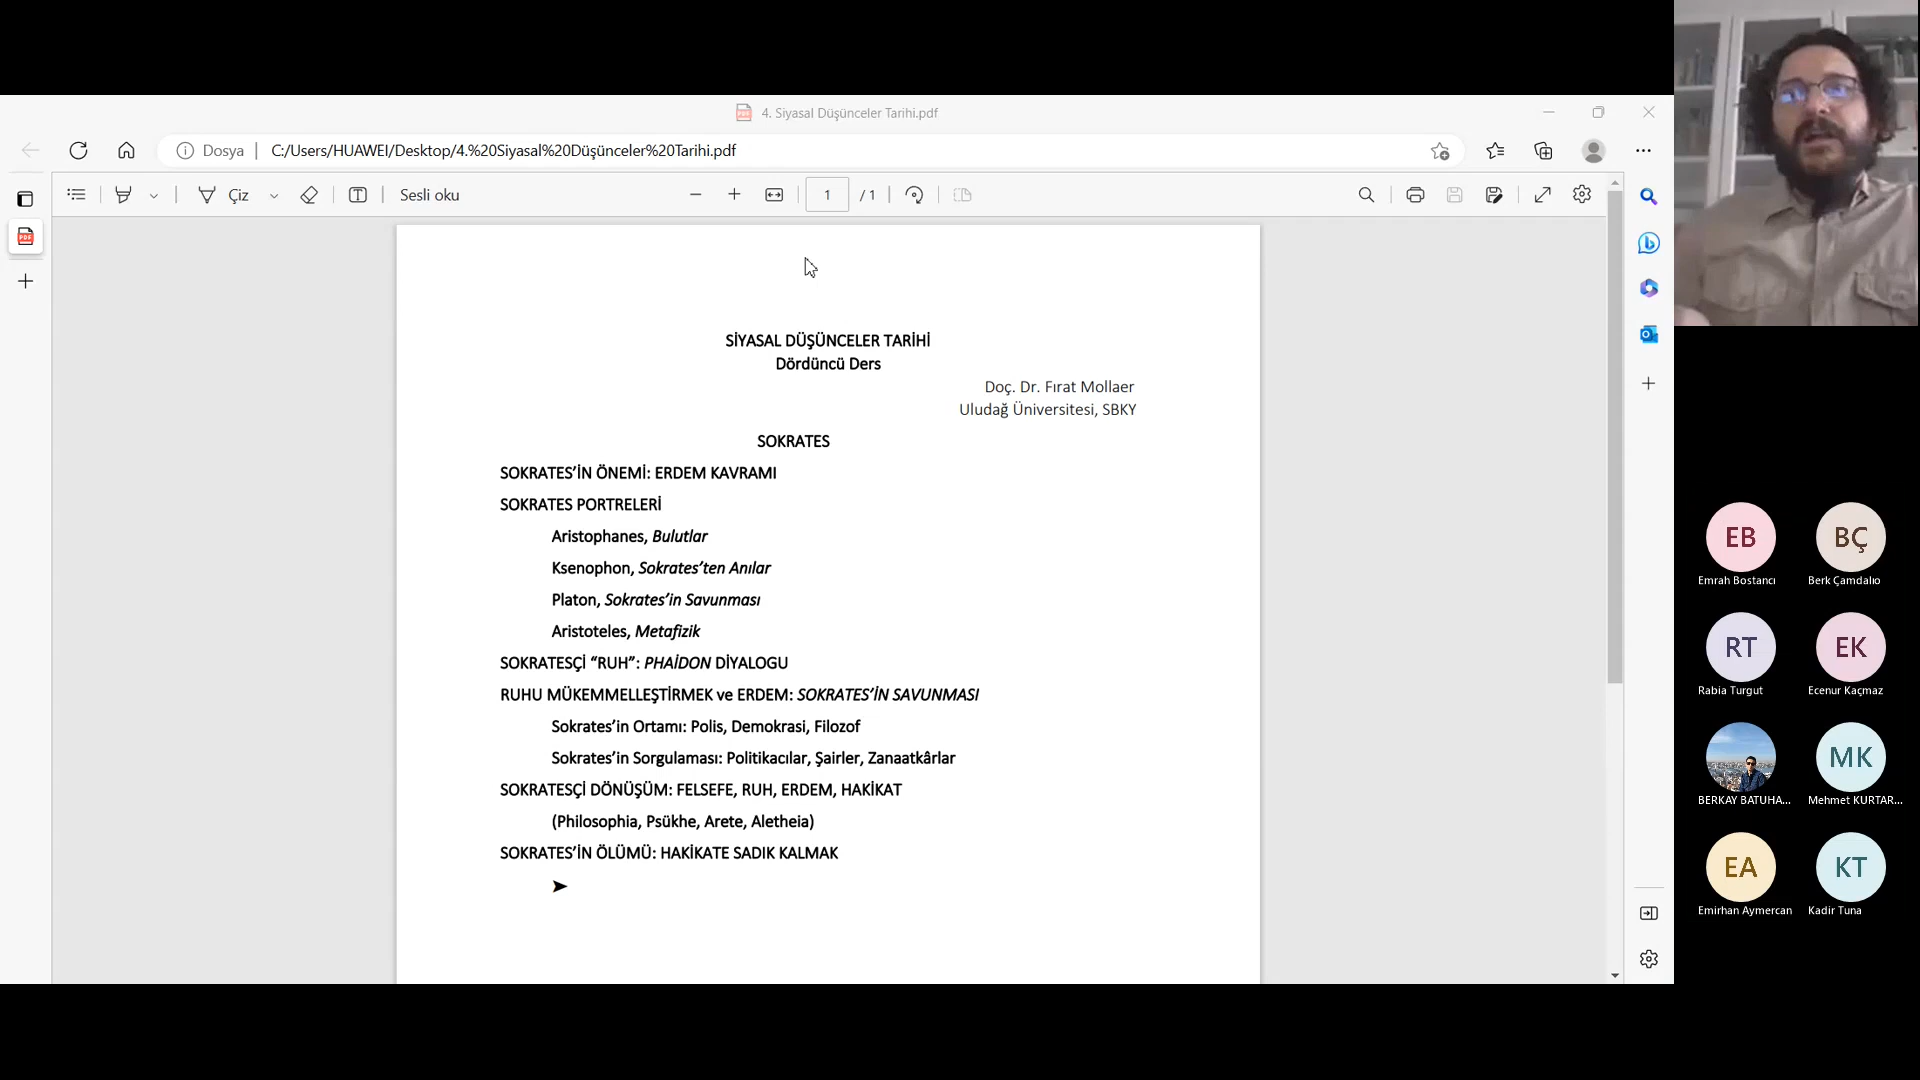 4. Siyasal Düşünceler Tarihi.pdf
Dosya
C:/Users/HUAWEI/Desktop/4.%20Siyasal%20Düşünceler%20Tarihi.pdf
Çiz
Sesli oku
1
/ 1
SİYASAL DÜŞÜNCELER TARİHİ
Dördüncü Ders
Doç. Dr. Fırat Mollaer
Uludağ Üniversitesi, SBKY
SOKRATES
SOKRATES’İN ÖNEMİ: ERDEM KAVRAMI
SOKRATES PORTRELERİ
Aristophanes, Bulutlar
Ksenophon, Sokrates’ten Anılar
Platon, Sokrates’in Savunması
Aristoteles, Metafizik
SOKRATESÇİ “RUH”: PHAİDON DİYALOGU
RUHU MÜKEMMELLEŞTİRMEK ve ERDEM: SOKRATES’İN SAVUNMASI
Sokrates’in Ortamı: Polis, Demokrasi, Filozof
Sokrates’in Sorgulaması: Politikacılar, Şairler, Zanaatkârlar
SOKRATESÇİ DÖNÜŞÜM: FELSEFE, RUH, ERDEM, HAKİKAT
(Philosophia, Psükhe, Arete, Aletheia)
SOKRATES’İN ÖLÜMÜ: HAKİKATE SADIK KALMAK
EB
BÇ
Emrah Bostancı
Berk Çamdalıo
RT
EK
Rabia Turgut
Ecenur Kaçmaz
MK
BERKAY BATUHA...
Mehmet KURTAR...
EA
KT
Emirhan Aymercan
Kadir Tuna